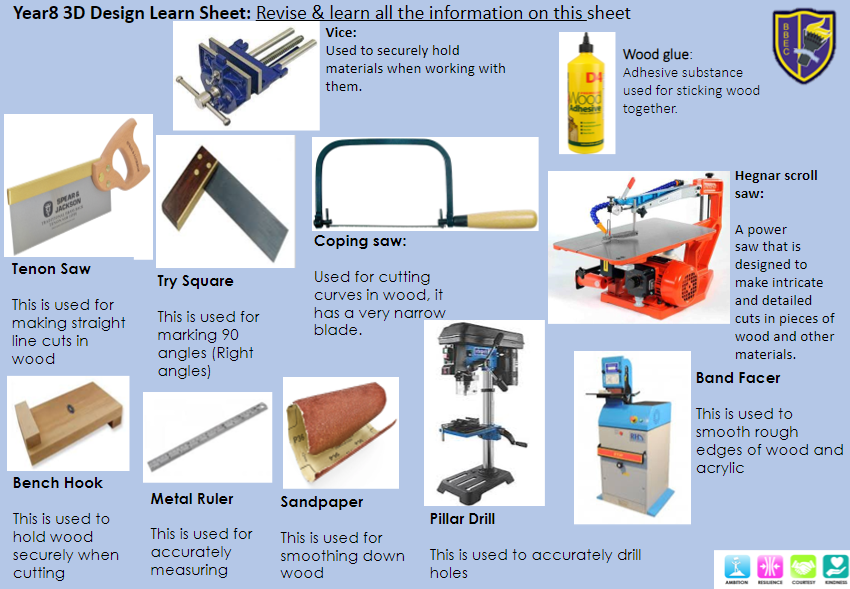 Year8 3D Design Learn Sheet: Revise & learn all the information on this sheet
Vice:
Used to securely hold
materials when working with
them.
D4
Wood
Adhesive
Wood glue:
Adhesive substance
used for sticking wood
together.
BBEC
SPEAR &
JACKSON
Tenon Saw
This is used for
making straight
line cuts in
wood
Try Square
This is used for
marking 90
angles (Right
angles)
Coping saw:
Used for cutting
curves in wood, it
has a very narrow
blade.
Hegnar scroll
saw:
A power
saw that is
designed to
make intricate
and detailed
cuts in pieces of
wood and other
materials.
Bench Hook
This is used to
hold wood
securely when
cutting
Metal Ruler
This is used for
accurately
measuring
P36
P36
Sandpaper
This is used for
smoothing down
wood
Pillar Drill
This is used to accurately drill
holes
Band Facer
This is used to
smooth rough
edges of wood and
acrylic
AMBITION
RESILIENCE
COURTESY
KINDNESS